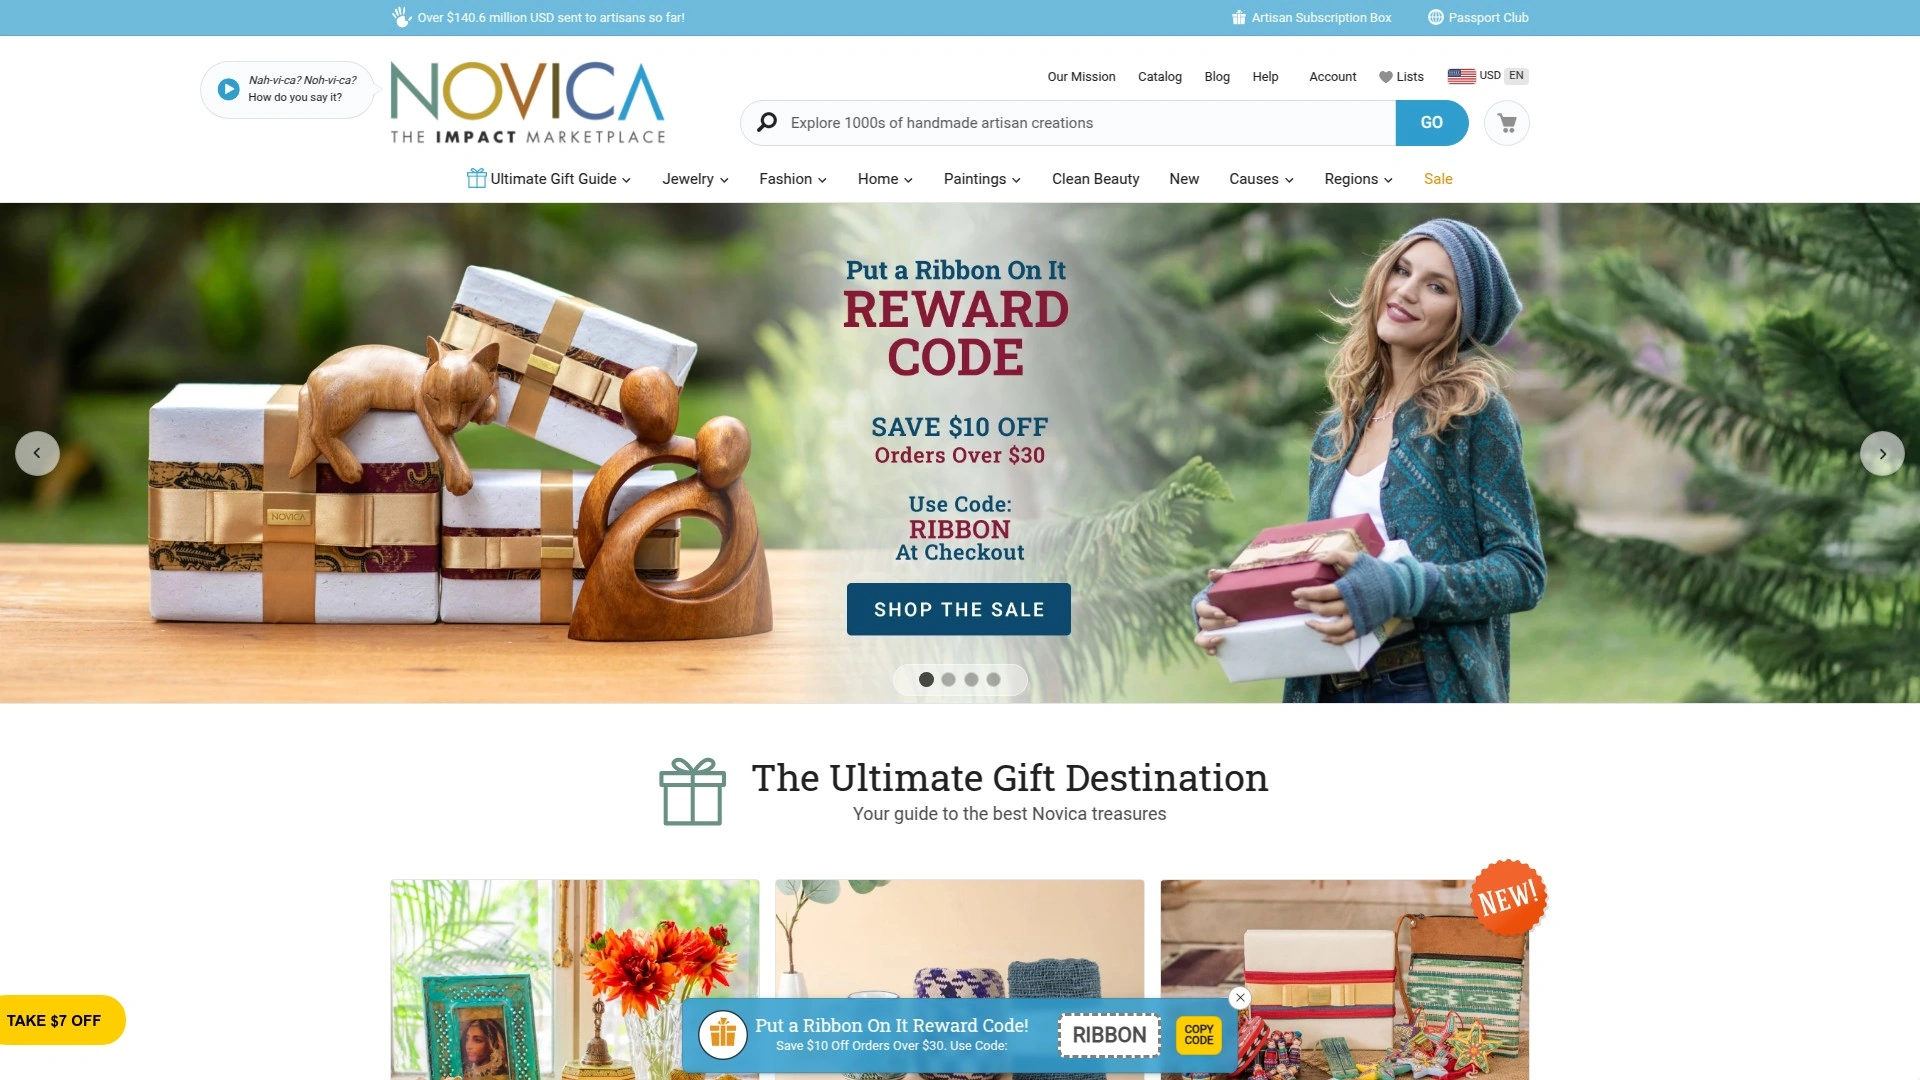 Over $140.6 million USD sent to artisans so far!
Artisan Subscription Box
Passport Club
Nah-vi-ca? Noh-vi-ca?
How do you say it?
NOVICA
THE IMPACT MARKETPLACE
Our Mission
Catalog
Blog
Help
Account
Lists
USD
EN
Explore 1000s of handmade artisan creations
GO
Ultimate Gift Guide
Jewelry
Fashion
Home
Paintings
Clean Beauty
New
Causes
Regions
Sale
Put a Ribbon On It
REWARD
CODE
SAVE $10 OFF
Orders Over $30
Use Code:
RIBBON
At Checkout
SHOP THE SALE
NOVICA
The Ultimate Gift Destination
Your guide to the best Novica treasures
NEW!
TAKE $7 OFF
Put a Ribbon On It Reward Code!
Save $10 Off Orders Over $30. Use Code:
RIBBON
COPY
CODE